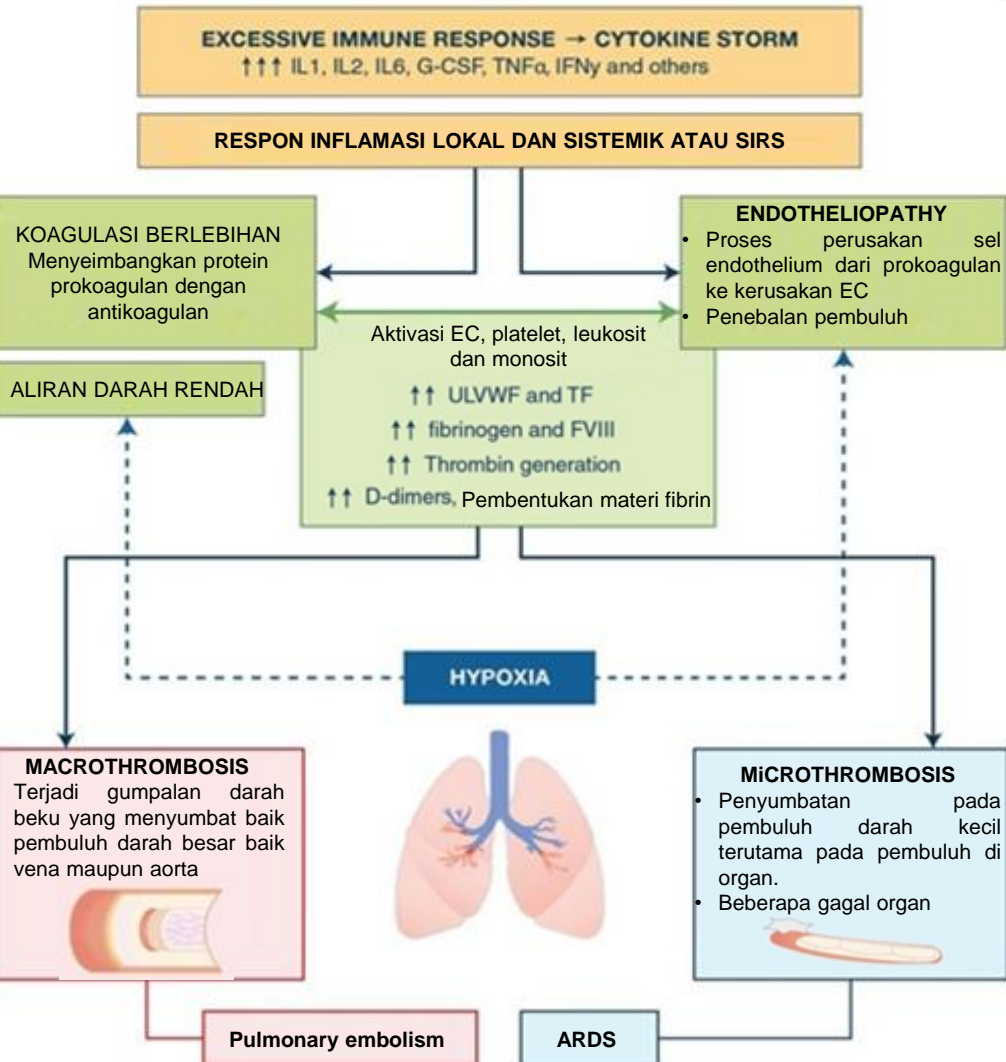 EXCESSIVE IMMUNE RESPONSE → CYTOKINE STORM
↑↑↑ IL1, IL2, IL6, G-CSF, TNFα, IFNy and others
RESPON INFLAMASI LOKAL DAN SISTEMIK ATAU SIRS
KOAGULASI BERLEBIHAN
Menyeimbangkan protein
prokoagulan dengan
antikoagulan
ENDOTHELIOPATHY
• Proses perusakan sel
endothelium dari prokoagulan
ke kerusakan EC
• Penebalan pembuluh
Aktivasi EC, platelet, leukosit
dan monosit
↑↑ ULVWF and TF
↑↑ fibrinogen and FVIII
↑↑ Thrombin generation
↑↑ D-dimers, Pembentukan materi fibrin
ALIRAN DARAH RENDAH
HYPOXIA
MACROTHROMBOSIS
Terjadi gumpalan darah
beku yang menyumbat baik
pembuluh darah besar baik
vena maupun aorta
MiCROTHROMBOSIS
• Penyumbatan pada
pembuluh darah kecil
terutama pada pembuluh di
organ.
• Beberapa gagal organ
Pulmonary embolism
ARDS